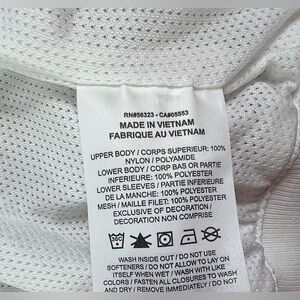 RN#56323 - CA#05553
MADE IN VIETNAM
FABRIQUE AU VIETNAM
UPPER BODY / CORPS SUPERIEUR: 100%
NYLON / POLYAMIDE
LOWER BODY / CORP BAS OR PARTIE
INFERIEURE: 100% POLYESTER
LOWER SLEEVES / PARTIE INFERIEURE
DE LA MANCHE: 100% POLYESTER
MESH / MAILLE FILET: 100% POLYESTER
EXCLUSIVE OF DECORATION /
DECORATION NON COMPRISE
30C
WASH INSIDE OUT / DO NOT USE
SOFTENERS / DO NOT ALLOW TO LAY ON
ITSELF WHEN WET / WASH WITH LIKE
COLORS / FASTEN ALL CLOSURES TO WASH
AND DRY / REMOVE PROMPTLY